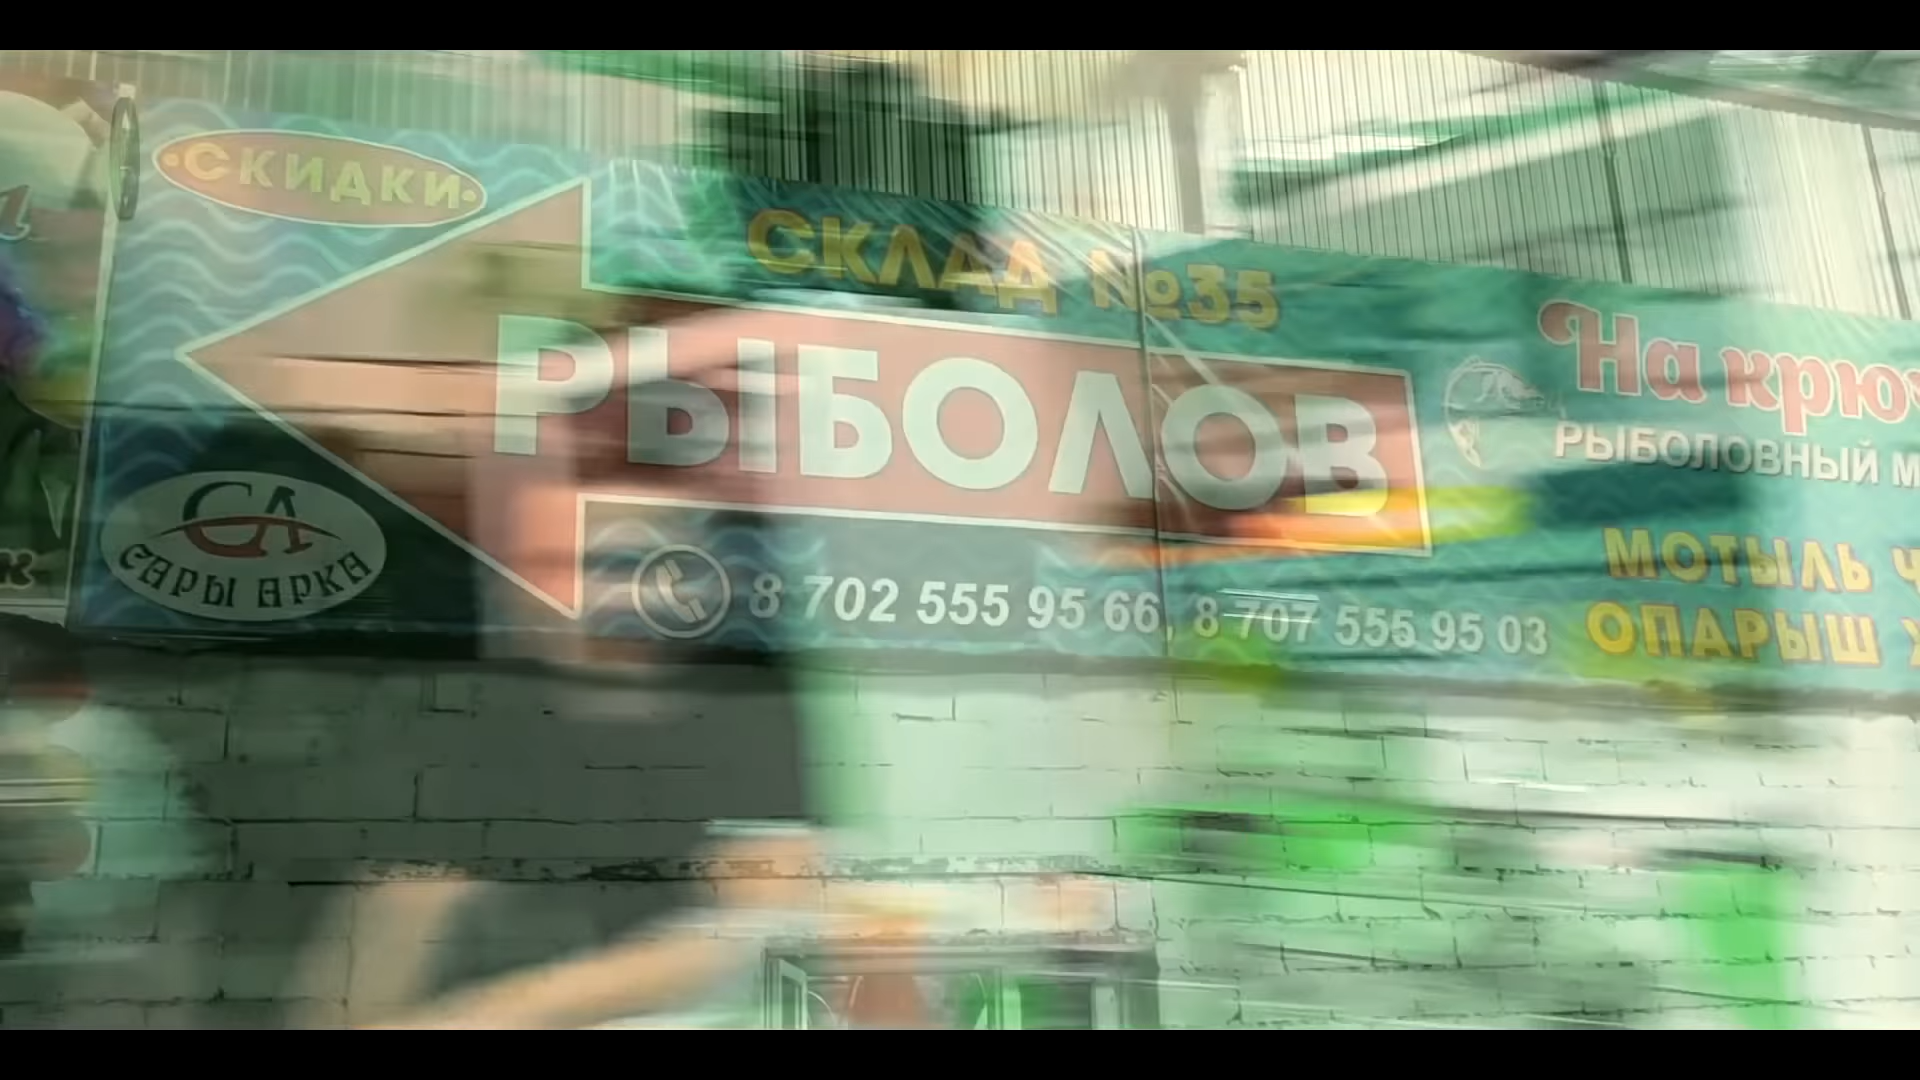 •СКИДКИ•
СКЛАД №35
РЫБОЛОВ
СА
САРЫ АРКА
8 702 555 95 66, 8 707 555 95 03
На
РЫБОЛОВНЫЙ
МОТЫЛЬ
ОПАРЫШ